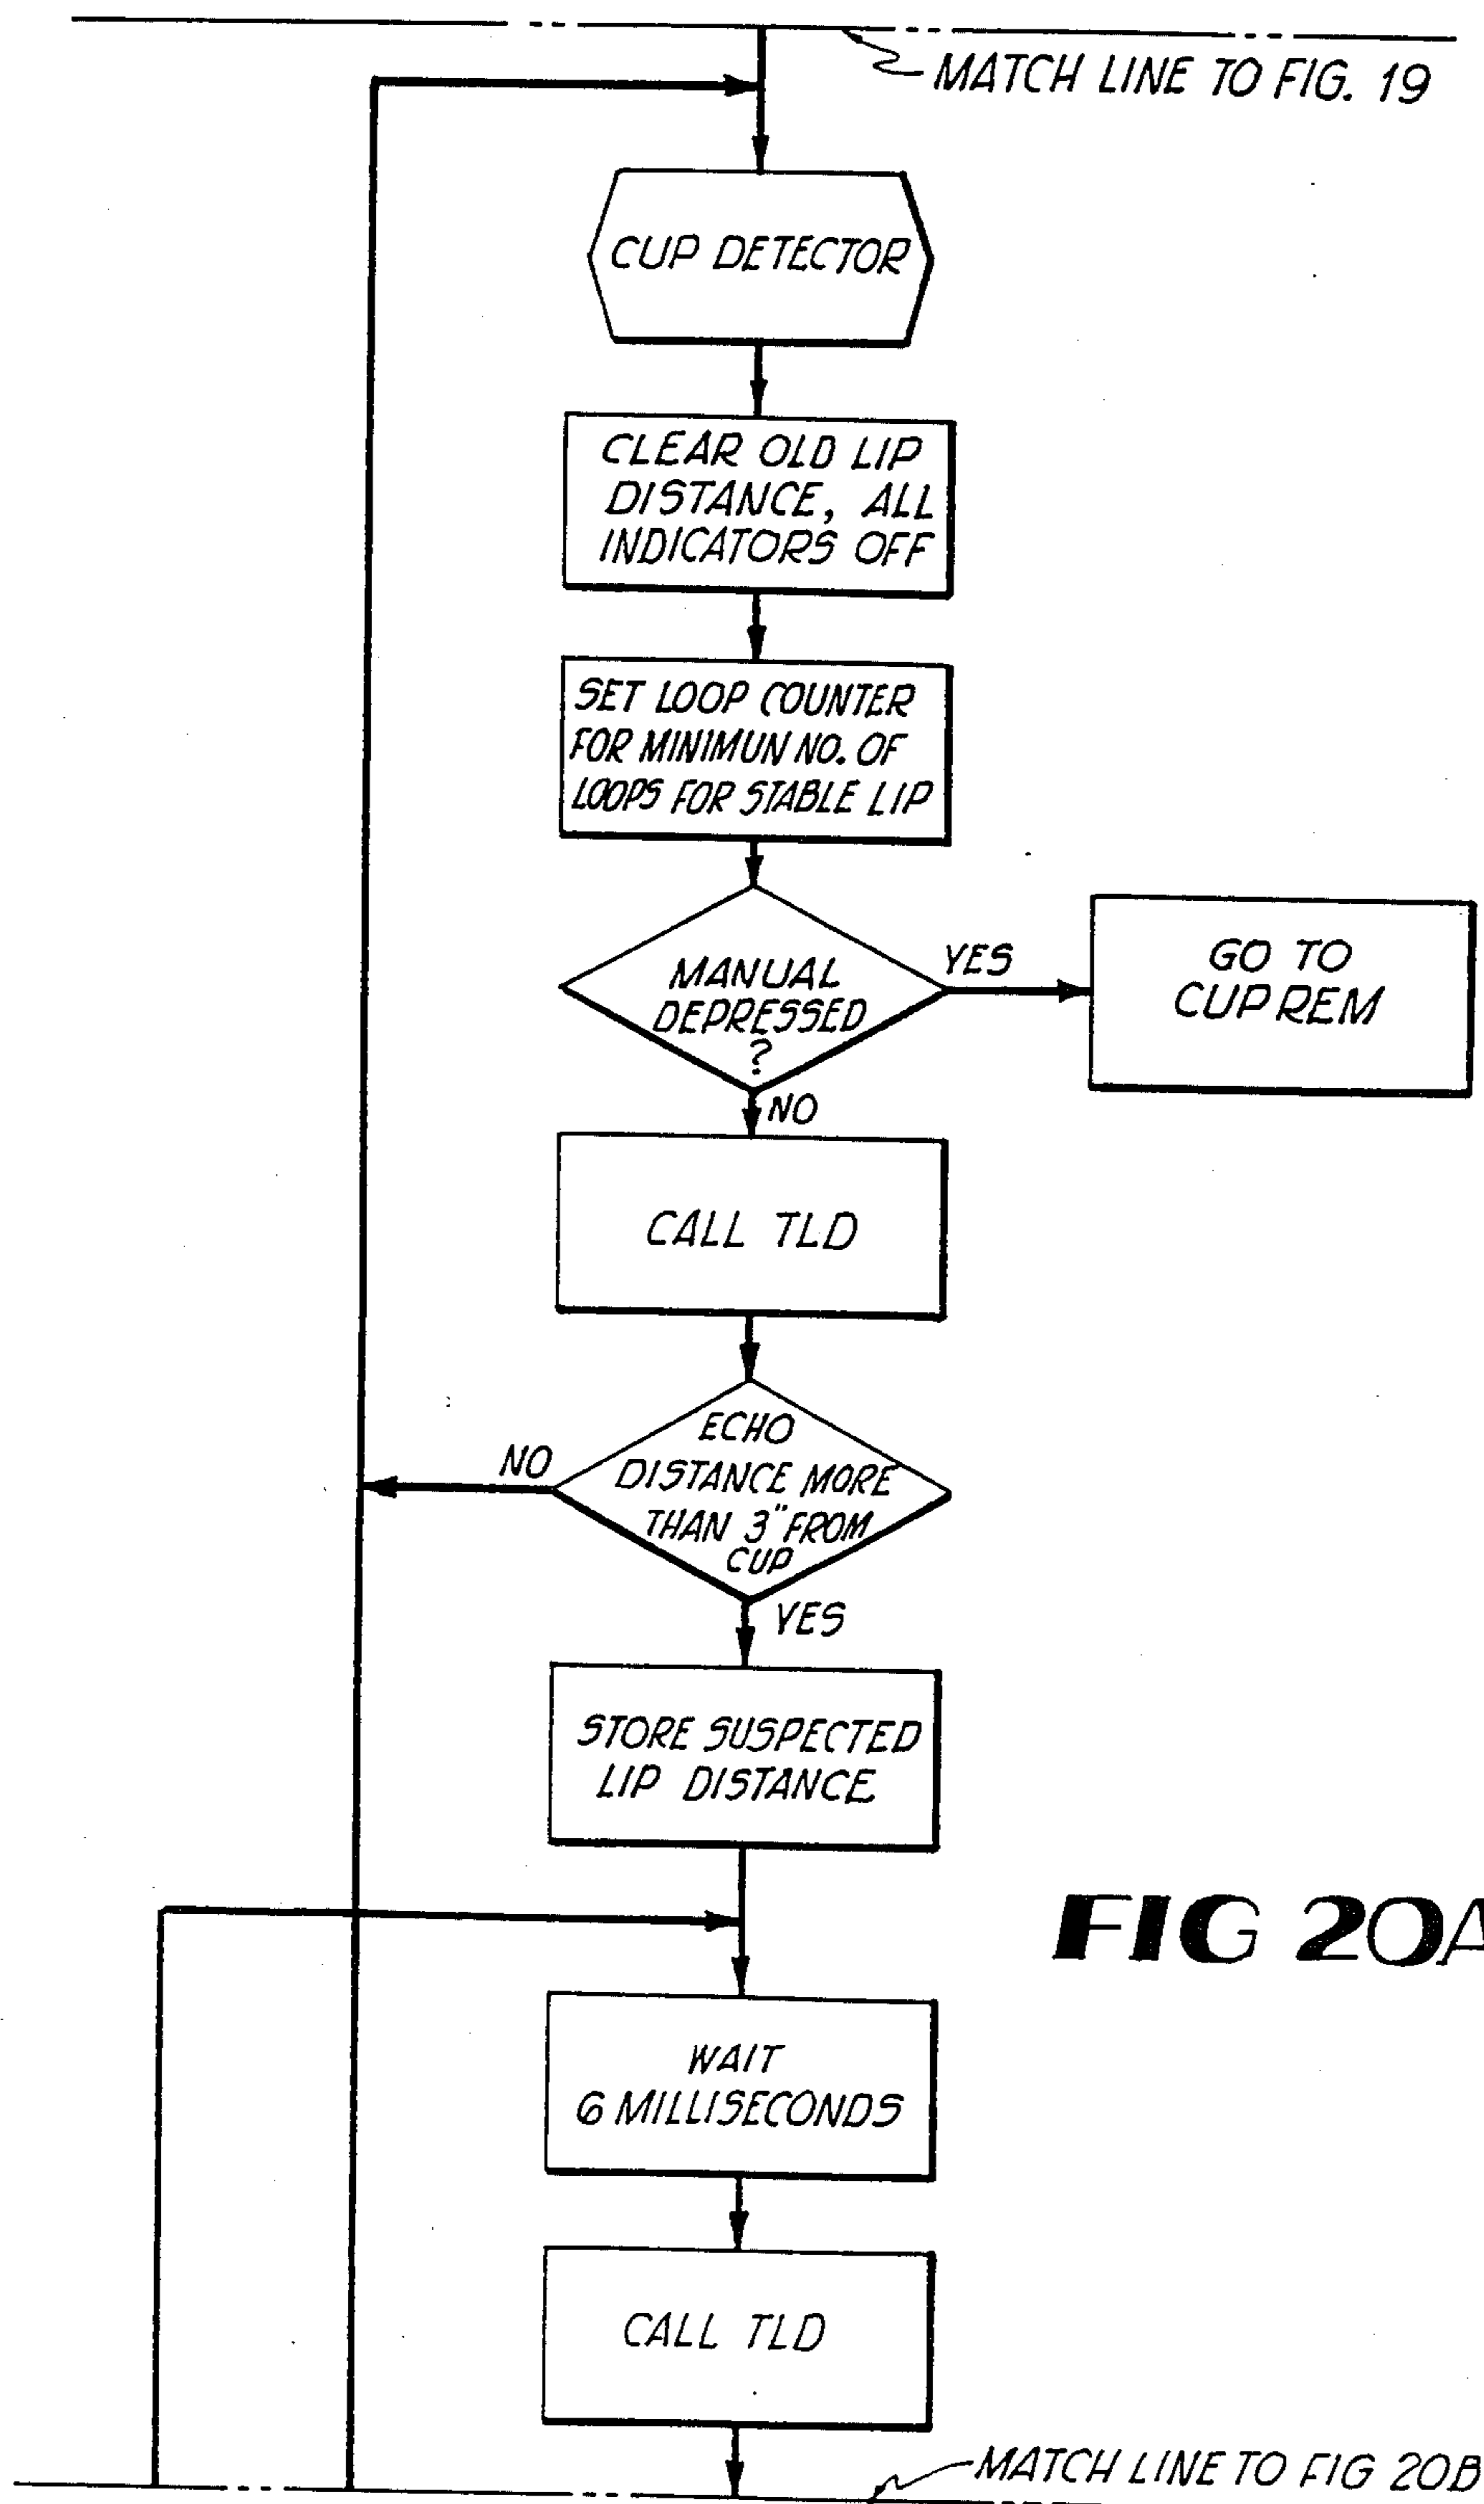 MATCH LINE TO FIG. 19
CUP DETECTOR
CLEAR OLD LIP
DISTANCE, ALL
INDICATORS OFF
SET LOOP COUNTER
FOR MINIMUN NO. OF
LOOPS FOR STABLE LIP
MANUAL
DEPRESSED
?
YES
GO TO
CUP REM
NO
CALL TLD
ECHO
DISTANCE MORE
THAN 3" FROM
CUP
NO
YES
STORE SUSPECTED
LIP DISTANCE
FIG 20A
WAIT
6 MILLISECONDS
CALL TLD
MATCH LINE TO FIG 20B